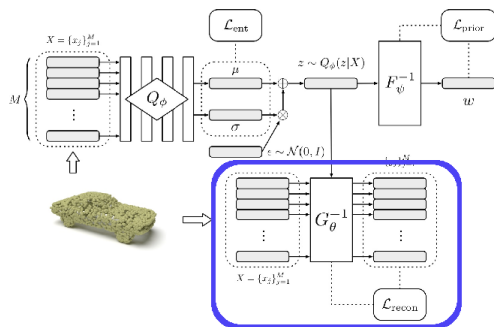 X = {x_j}_{j=1}^M
L_ent
L_prior
M
Q_ϕ
μ
σ
z ∼ Q_ϕ(z|X)
F_ψ^{-1}
w
ε ∼ N(0, I)
G_θ^{-1}
X = {x_j}_{j=1}^M
L_recon